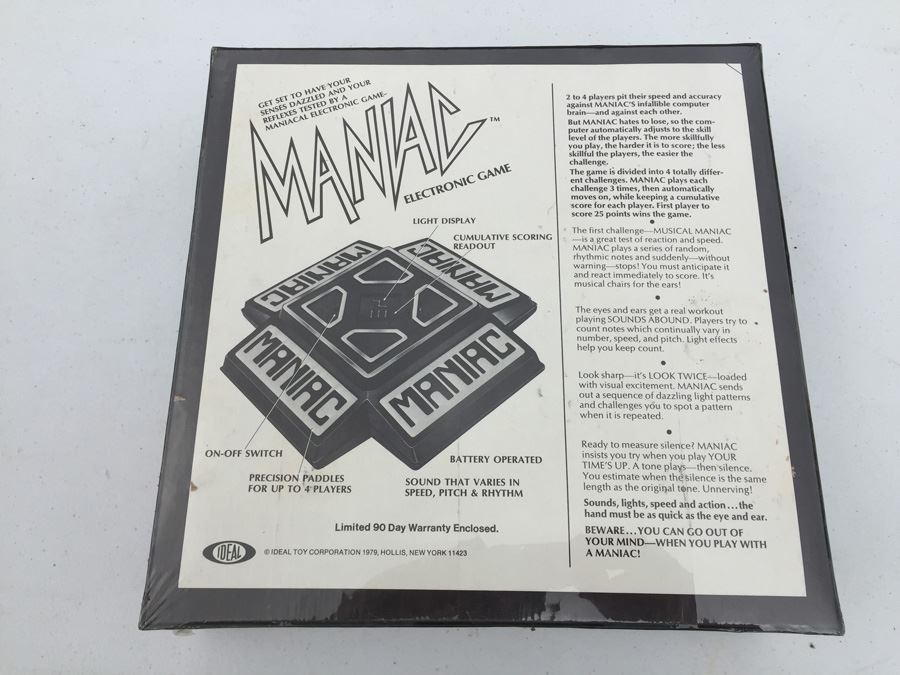 GET SET TO HAVE YOUR
SENSES DAZZLED AND YOUR
REFLEXES TESTED BY A
MANIACAL ELECTRONIC GAME-
MANIAC™
ELECTRONIC GAME
LIGHT DISPLAY
CUMULATIVE SCORING
READOUT
MANIAC
MANIAC
MANIAC
MANIAC
ON-OFF SWITCH
BATTERY OPERATED
PRECISION PADDLES
FOR UP TO 4 PLAYERS
SOUND THAT VARIES IN
SPEED, PITCH & RHYTHM
Limited 90 Day Warranty Enclosed.
IDEAL
© IDEAL TOY CORPORATION 1979, HOLLIS, NEW YORK 11423
2 to 4 players pit their speed and accuracy
against MANIAC'S infallible computer
brain—and against each other.
But MANIAC hates to lose, so the com-
puter automatically adjusts to the skill
level of the players. The more skillfully
you play, the harder it is to score; the less
skillful the players, the easier the
challenge.
The game is divided into 4 totally differ-
ent challenges. MANIAC plays each
challenge 3 times, then automatically
moves on, while keeping a cumulative
score for each player. First player to
score 25 points wins the game.
The first challenge—MUSICAL MANIAC
—is a great test of reaction and speed.
MANIAC plays a series of random,
rhythmic notes and suddenly—without
warning—stops! You must anticipate it
and react immediately to score. It's
musical chairs for the ears!
The eyes and ears get a real workout
playing SOUNDS ABOUND. Players try to
count notes which continually vary in
number, speed, and pitch. Light effects
help you keep count.
Look sharp—it's LOOK TWICE—loaded
with visual excitement. MANIAC sends
out a sequence of dazzling light patterns
and challenges you to spot a pattern
when it is repeated.
Ready to measure silence? MANIAC
insists you try when you play YOUR
TIME'S UP. A tone plays—then silence.
You estimate when the silence is the same
length as the original tone. Unnerving!
Sounds, lights, speed and action...the
hand must be as quick as the eye and ear.
BEWARE...YOU CAN GO OUT OF
YOUR MIND—WHEN YOU PLAY WITH
A MANIAC!